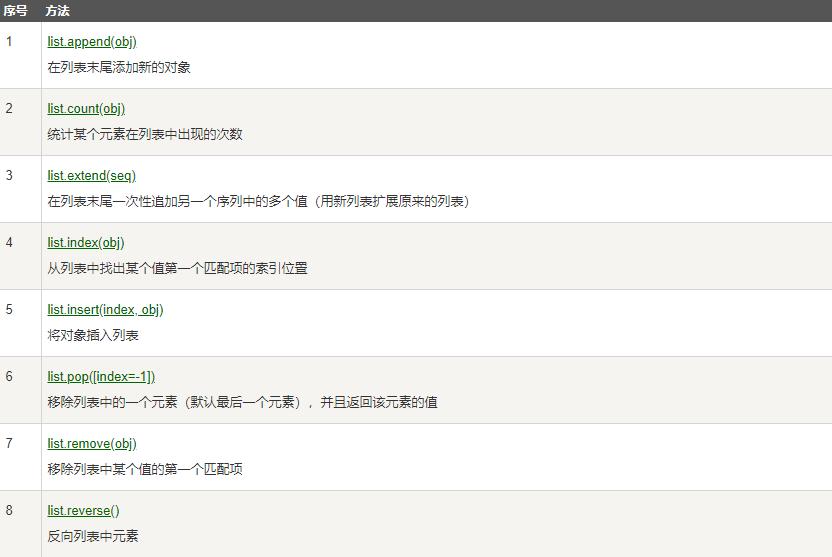 序号 方法
1 list.append(obj)
在列表末尾添加新的对象
2 list.count(obj)
统计某个元素在列表中出现的次数
3 list.extend(seq)
在列表末尾一次性追加另一个序列中的多个值（用新列表扩展原来的列表）
4 list.index(obj)
从列表中找出某个值第一个匹配项的索引位置
5 list.insert(index, obj)
将对象插入列表
6 list.pop([index=-1])
移除列表中的一个元素（默认最后一个元素），并且返回该元素的值
7 list.remove(obj)
移除列表中某个值的第一个匹配项
8 list.reverse()
反向列表中元素